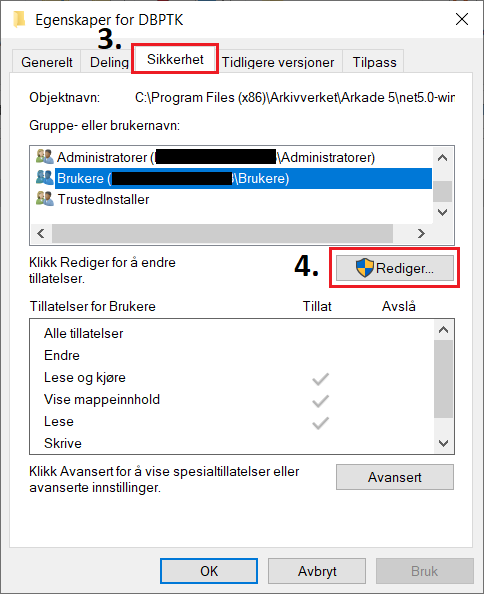 Egenskaper for DBPTK
3.
Generelt
Deling
Sikkerhet
Tidligere versjoner
Tilpass
Objektnavn:
C:\Program Files (x86)\Arkivverket\Arkade 5\net5.0-win
Gruppe- eller brukernavn:
Administratorer (
\Administratorer)
Brukere (
\Brukere)
TrustedInstaller
Klikk Rediger for å endre
tillatelser.
4.
Rediger...
Tillatelser for Brukere
Tillat
Avslå
Alle tillatelser
Endre
Lese og kjøre
Vise mappeinnhold
Lese
Skrive
Klikk Avansert for å vise spesialtillatelser eller
avanserte innstillinger.
Avansert
OK
Avbryt
Bruk